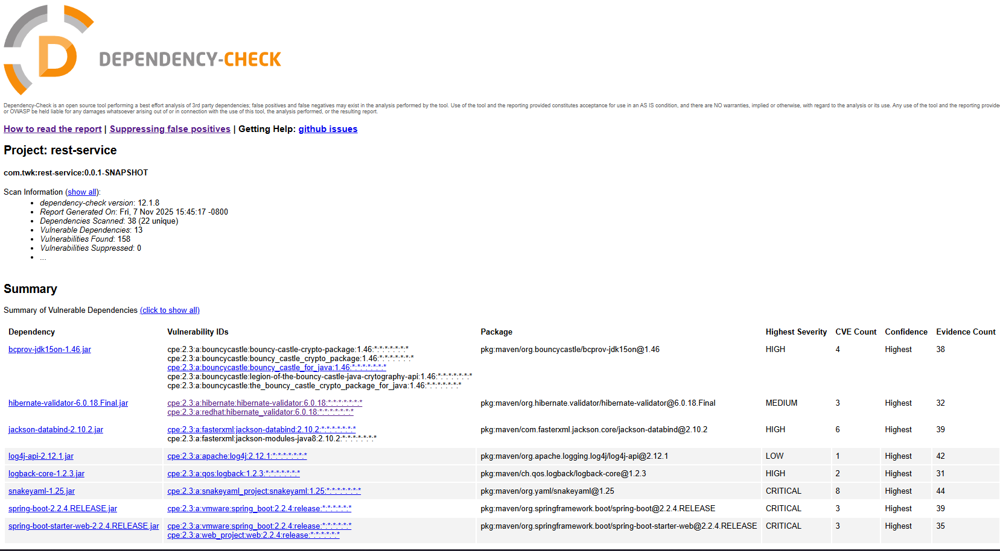 D DEPENDENCY-CHECK
Dependency-Check is an open source tool performing a best effort analysis of 3rd party dependencies; false positives and false negatives may exist in the analysis performed by the tool. Use of the tool and the reporting provided constitutes acceptance for use in an AS IS condition, and there are NO warranties, implied or otherwise, with regard to the analysis or its use. Any use of the tool and the reporting
or OWASP be held liable for any damages whatsoever arising out of or in connection with the use of this tool, the analysis performed, or the resulting report.
How to read the report | Suppressing false positives | Getting Help: github issues
Project: rest-service
com.twk:rest-service:0.0.1-SNAPSHOT
Scan Information (show all):
• dependency-check version: 12.1.8
• Report Generated On: Fri, 7 Nov 2025 15:45:17 -0800
• Dependencies Scanned: 38 (22 unique)
• Vulnerable Dependencies: 13
• Vulnerabilities Found: 158
• Vulnerabilities Suppressed: 0
• ...
Summary
Summary of Vulnerable Dependencies (click to show all)
Dependency Vulnerability IDs Package Highest Severity CVE Count Confidence Evidence Count
bcprov-jdk15on-1.46.jar cpe:2.3:a:bouncycastle:bouncy-castle-crypto-package:1.46:*:*:*:*:*:*:* pkg:maven/org.bouncycastle/bcprov-jdk15on@1.46 HIGH 4 Highest 38
cpe:2.3:a:bouncycastle:bouncy_castle_crypto_package:1.46:*:*:*:*:*:*:*
cpe:2.3:a:bouncycastle:bouncy_castle_for_java:1.46:*:*:*:*:*:*:*
cpe:2.3:a:bouncycastle:legion-of-the-bouncy-castle-java-crytography-api:1.46:*:*:*:*:*:*:*
cpe:2.3:a:bouncycastle:the_bouncy_castle_crypto_package_for_java:1.46:*:*:*:*:*:*:*
hibernate-validator-6.0.18.Final.jar cpe:2.3:a:hibernate:hibernate-validator:6.0.18:*:*:*:*:*:*:* pkg:maven/org.hibernate.validator/hibernate-validator@6.0.18.Final MEDIUM 3 Highest 32
cpe:2.3:a:redhat:hibernate_validator:6.0.18:*:*:*:*:*:*:*
jackson-databind-2.10.2.jar cpe:2.3:a:fasterxml:jackson-databind:2.10.2:*:*:*:*:*:*:* pkg:maven/com.fasterxml.jackson.core/jackson-databind@2.10.2 HIGH 6 Highest 39
cpe:2.3:a:fasterxml:jackson-modules-java8:2.10.2:*:*:*:*:*:*:*
log4j-api-2.12.1.jar cpe:2.3:a:apache:log4j:2.12.1:*:*:*:*:*:*:* pkg:maven/org.apache.logging.log4j/log4j-api@2.12.1 LOW 1 Highest 42
logback-core-1.2.3.jar cpe:2.3:a:qos:logback:1.2.3:*:*:*:*:*:*:* pkg:maven/ch.qos.logback/logback-core@1.2.3 HIGH 2 Highest 31
snakeyaml-1.25.jar cpe:2.3:a:snakeyaml_project:snakeyaml:1.25:*:*:*:*:*:*:* pkg:maven/org.yaml/snakeyaml@1.25 CRITICAL 8 Highest 44
spring-boot-2.2.4.RELEASE.jar cpe:2.3:a:vmware:spring_boot:2.2.4:release:*:*:*:*:*:* pkg:maven/org.springframework.boot/spring-boot@2.2.4.RELEASE CRITICAL 3 Highest 39
spring-boot-starter-web-2.2.4.RELEASE.jar cpe:2.3:a:vmware:spring_boot:2.2.4:release:*:*:*:*:*:* pkg:maven/org.springframework.boot/spring-boot-starter-web@2.2.4.RELEASE CRITICAL 3 Highest 35
cpe:2.3:a:web_project:web:2.2.4:release:*:*:*:*:*:*